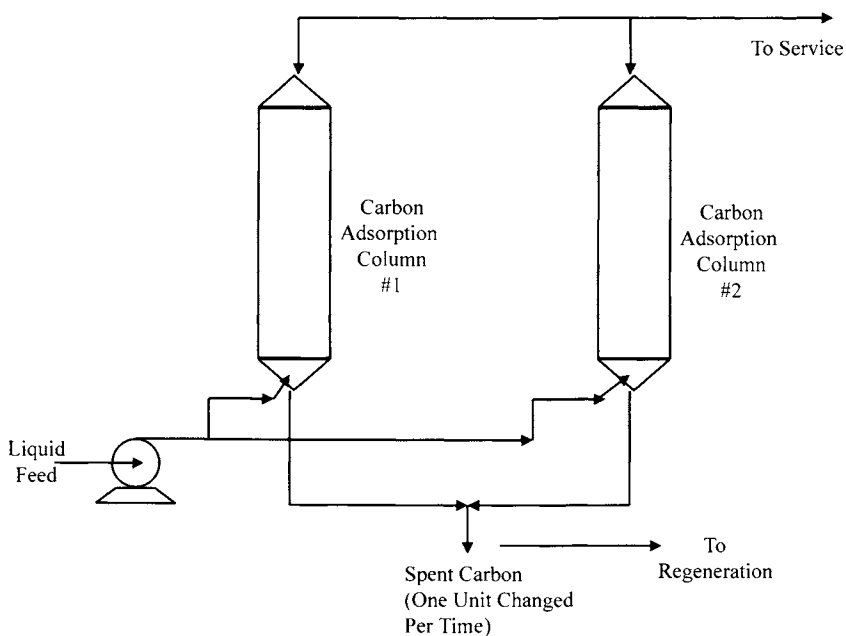 To Service
Carbon
Adsorption
Column
#1
Carbon
Adsorption
Column
#2
Liquid
Feed
Spent Carbon
(One Unit Changed
Per Time)
To
Regeneration